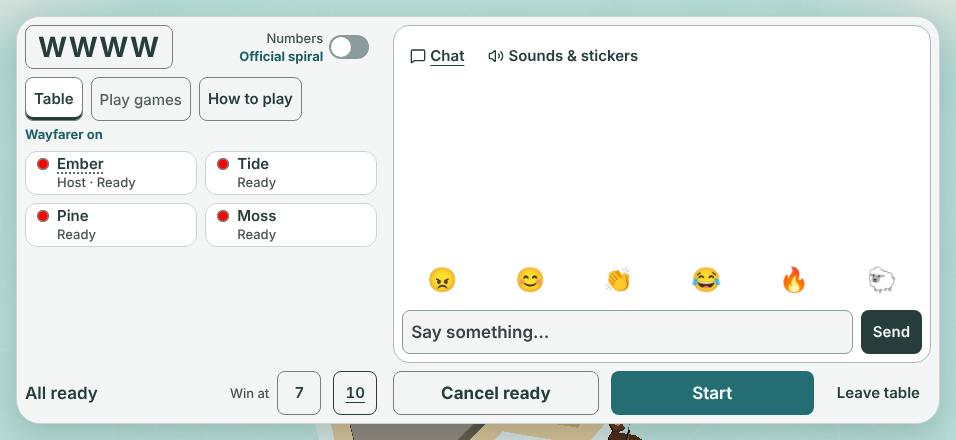 WWWW
Numbers
Official spiral
Table
Play games
How to play
Wayfarer on
Ember
Host · Ready
Tide
Ready
Pine
Ready
Moss
Ready
Chat
Sounds & stickers
Say something...
Send
All ready
Win at
7
10
Cancel ready
Start
Leave table